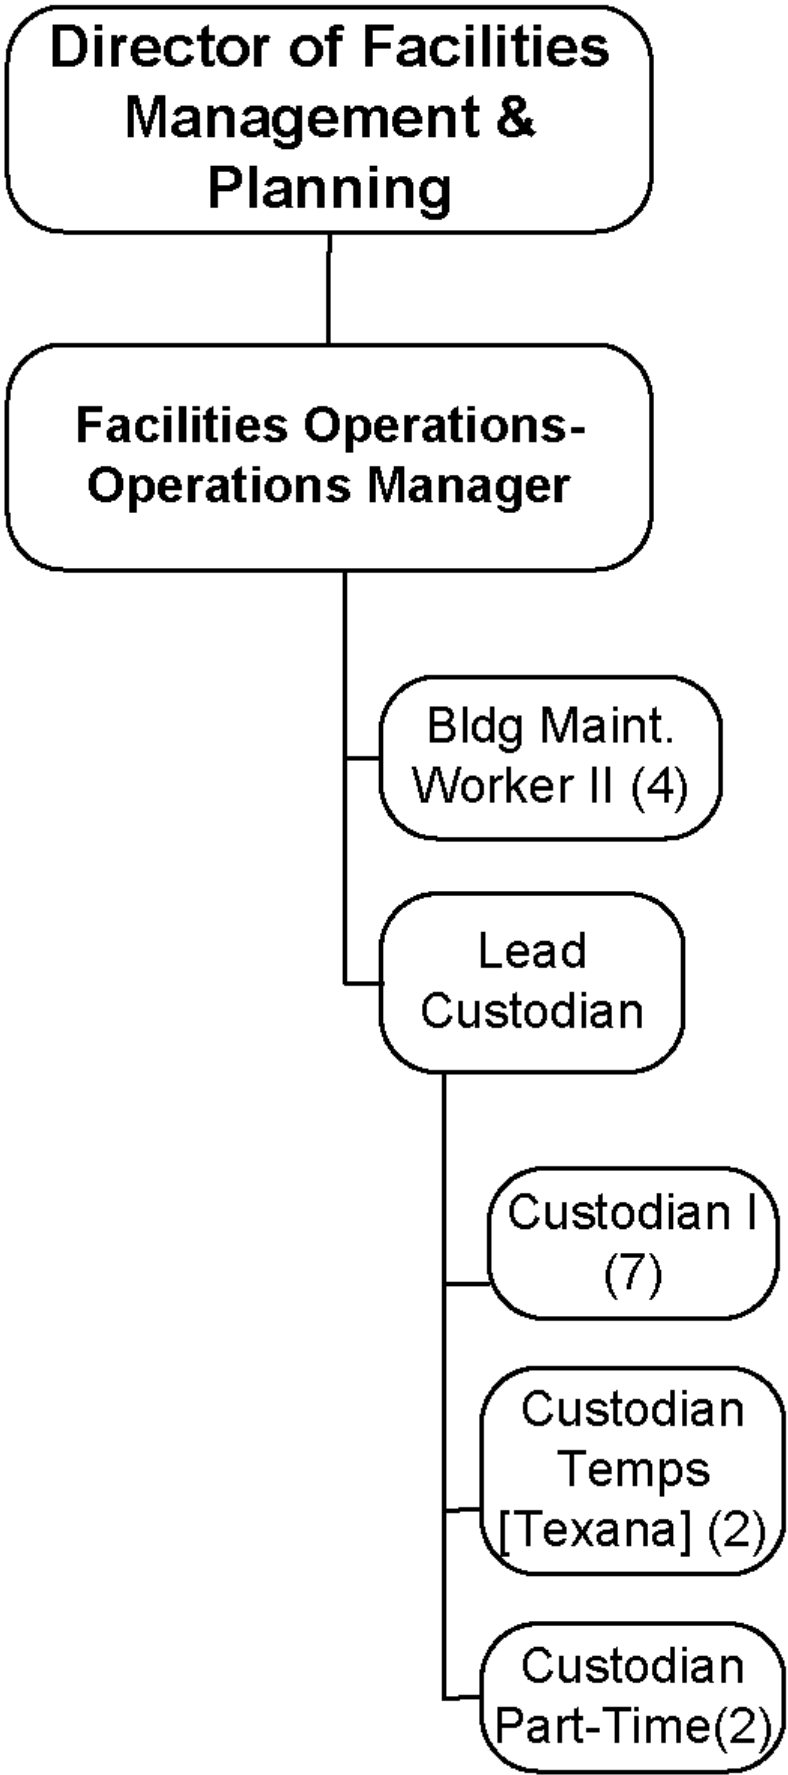 Director of Facilities
Management &
Planning
Facilities Operations-
Operations Manager
Bldg Maint.
Worker II (4)
Lead
Custodian
Custodian I
(7)
Custodian
Temps
[Texana] (2)
Custodian
Part-Time(2)